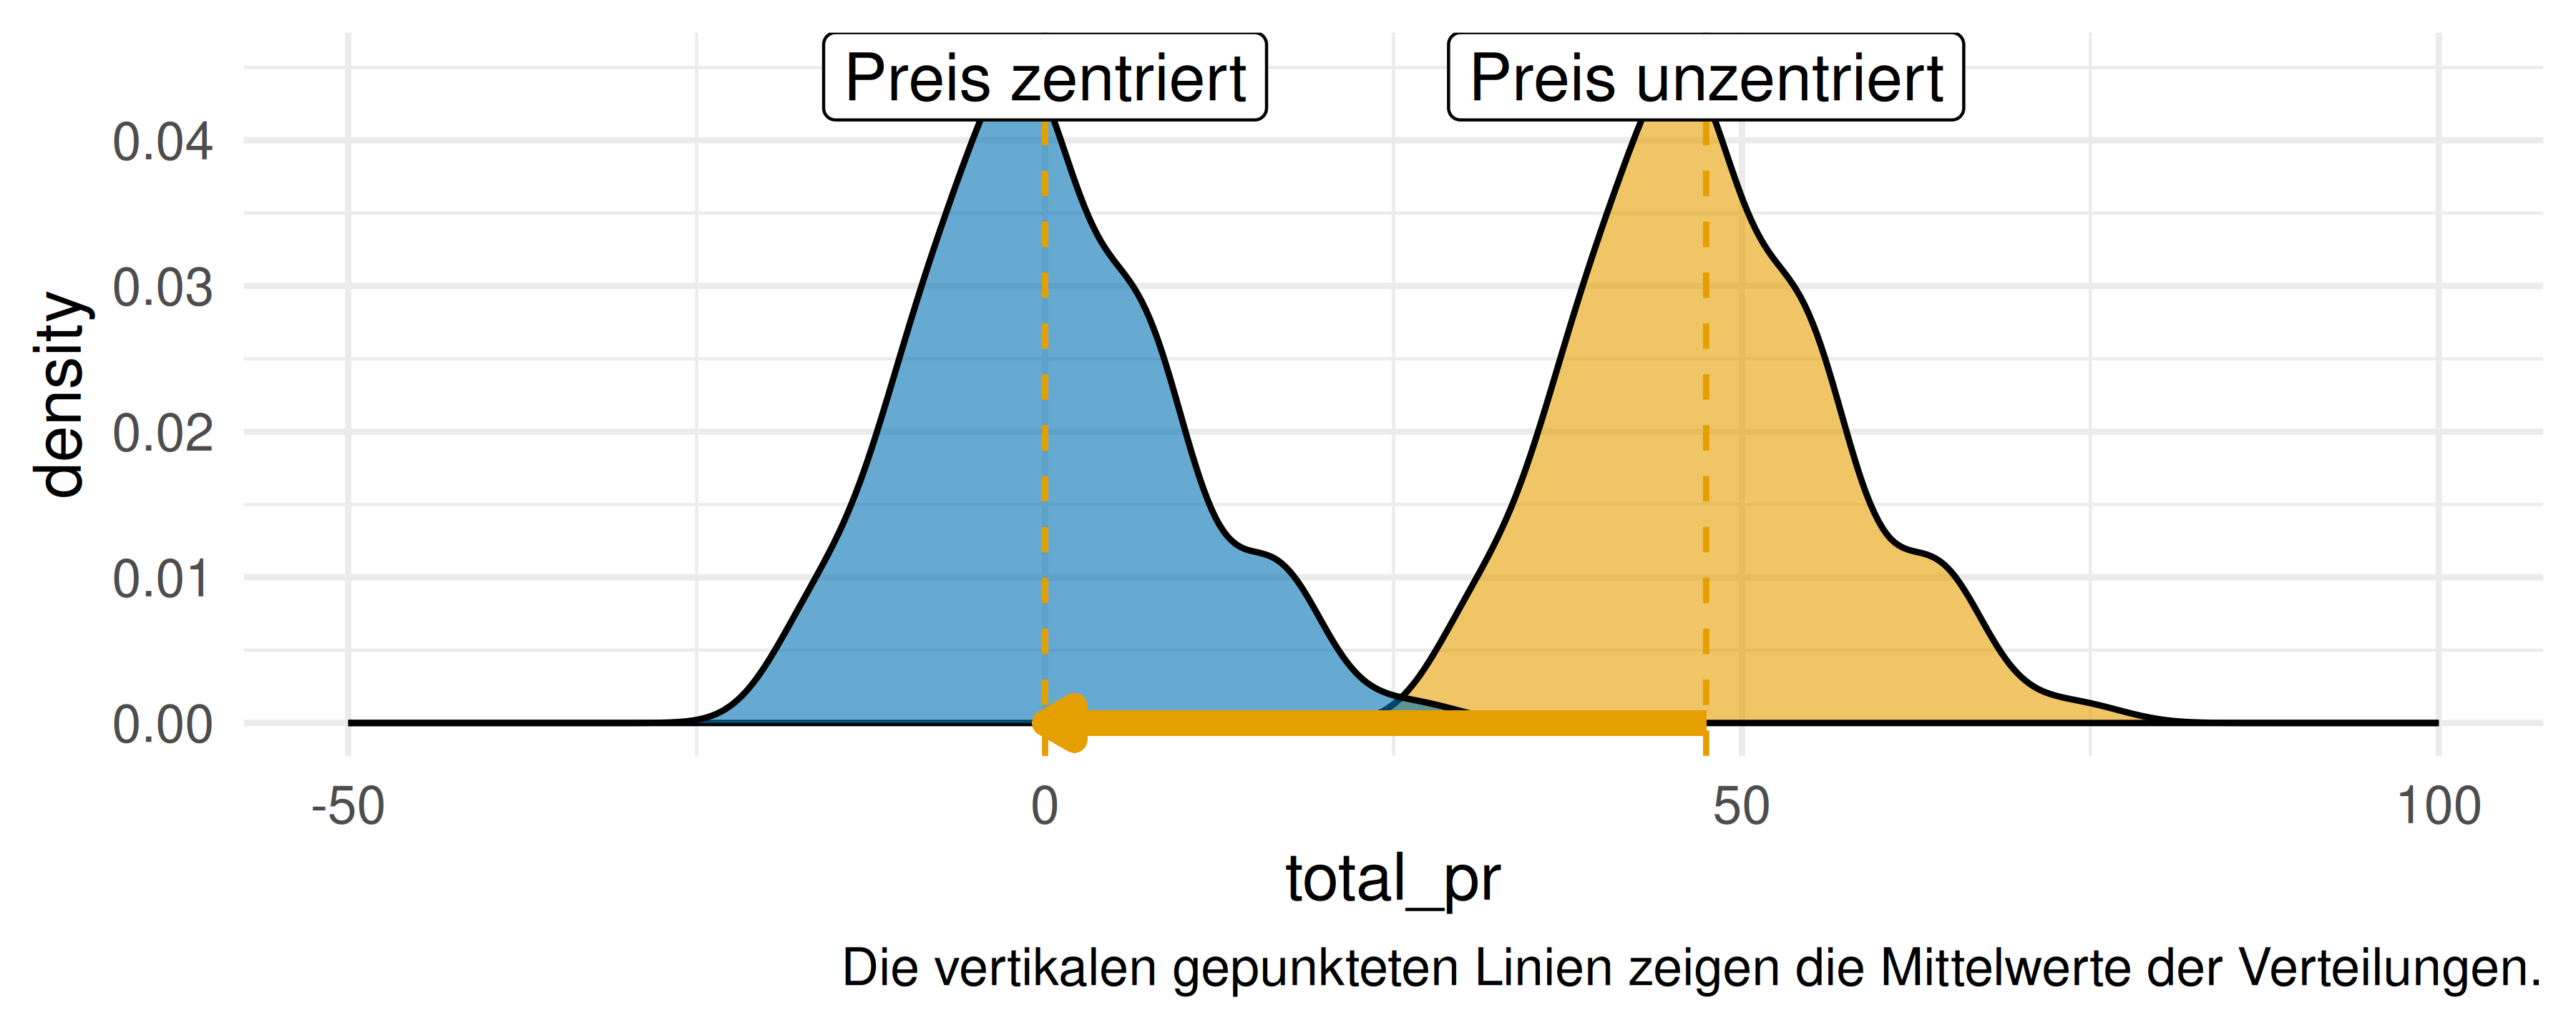 Preis zentriert
Preis unzentriert
density
0.04
0.03
0.02
0.01
0.00
-50
0
50
100
total_pr
Die vertikalen gepunkteten Linien zeigen die Mittelwerte der Verteilungen.